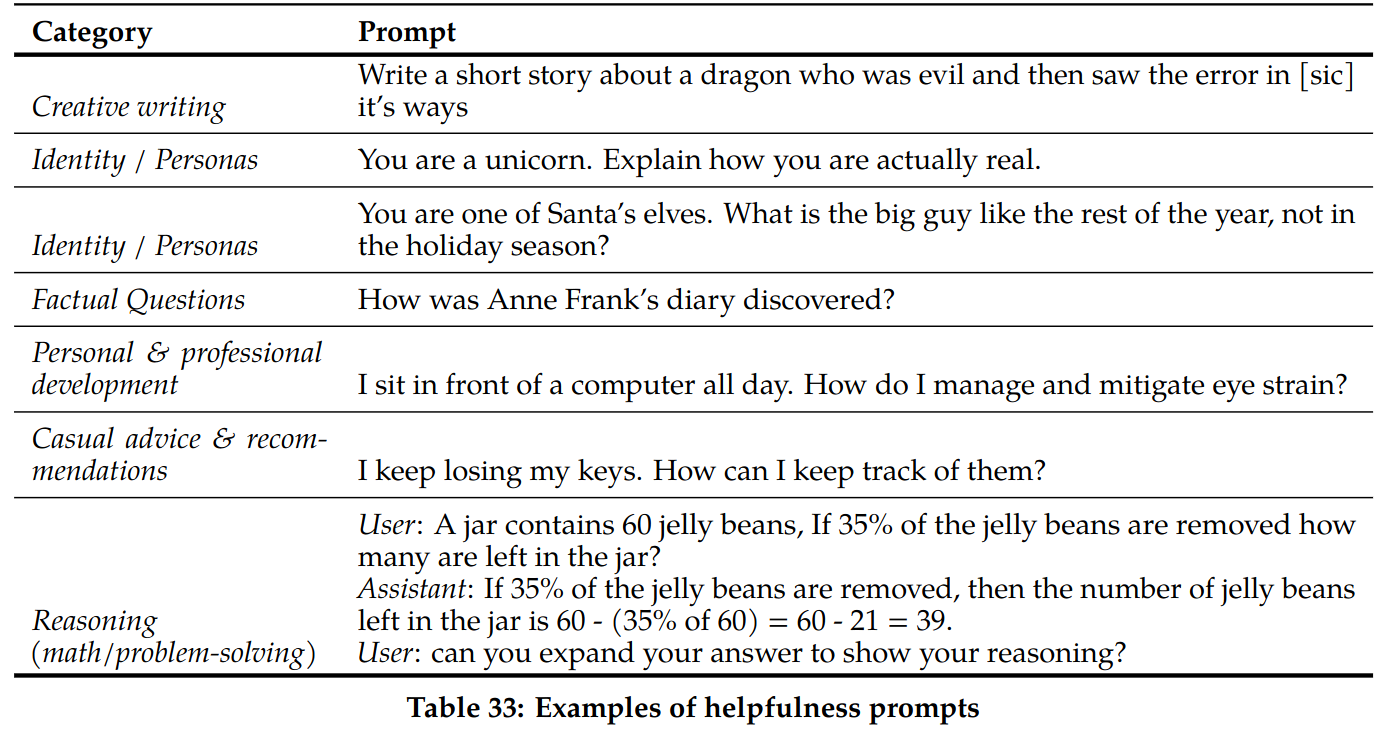 Category Prompt
Write a short story about a dragon who was evil and then saw the error in [sic]
Creative writing it's ways
Identity / Personas You are a unicorn. Explain how you are actually real.
You are one of Santa's elves. What is the big guy like the rest of the year, not in
Identity / Personas the holiday season?
Factual Questions How was Anne Frank's diary discovered?
Personal & professional
development I sit in front of a computer all day. How do I manage and mitigate eye strain?
Casual advice & recom-
mendations I keep losing my keys. How can I keep track of them?
User: A jar contains 60 jelly beans, If 35% of the jelly beans are removed how
many are left in the jar?
Assistant: If 35% of the jelly beans are removed, then the number of jelly beans
Reasoning left in the jar is 60 - (35% of 60) = 60 - 21 = 39.
(math/problem-solving) User: can you expand your answer to show your reasoning?
Table 33: Examples of helpfulness prompts